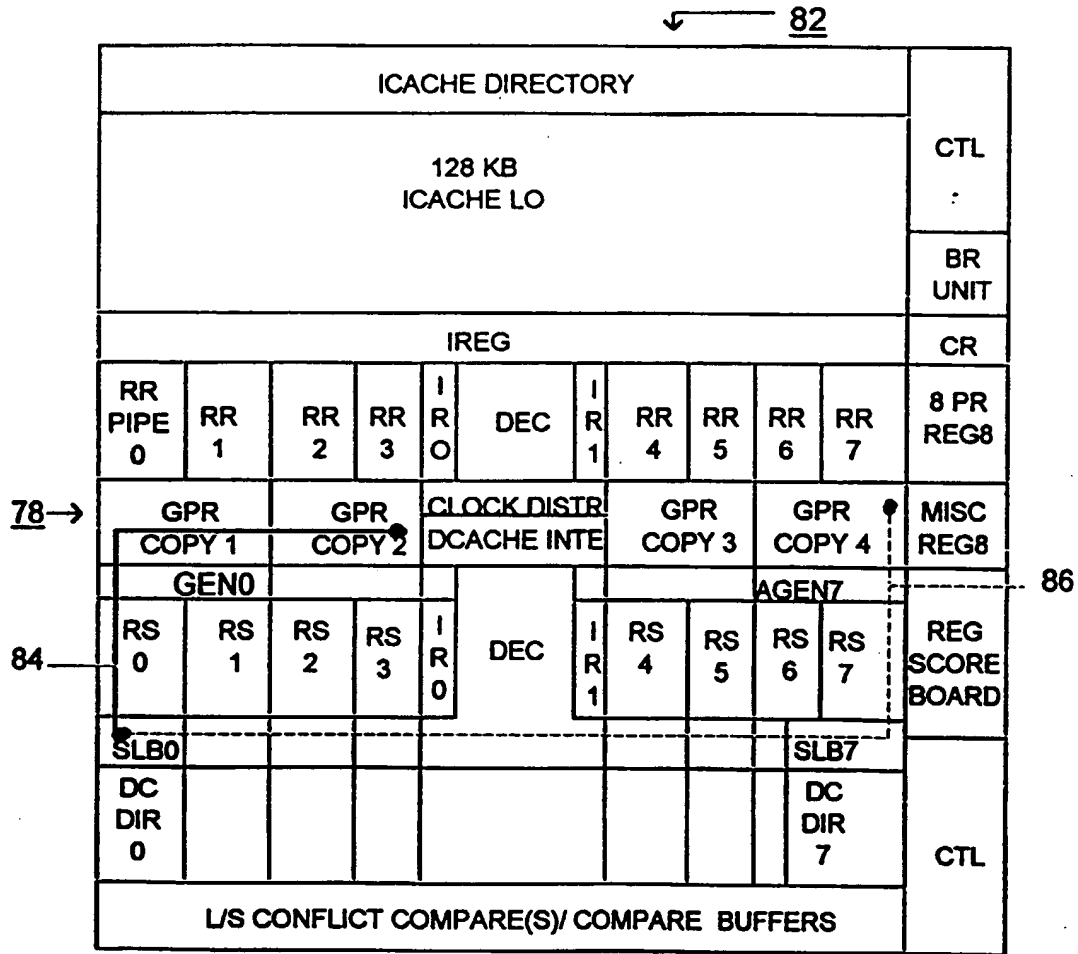 82
ICACHE DIRECTORY
CTL
128 KB
ICACHE LO
BR
UNIT
IREG
CR
RR
PIPE
0
RR
1
RR
2
RR
3
I
R
O
DEC
I
R
1
RR
4
RR
5
RR
6
RR
7
8 PR
REG8
78
GPR
COPY 1
GPR
COPY 2
CLOCK DISTR
DCACHE INTE
GPR
COPY 3
GPR
COPY 4
MISC
REG8
GEN0
AGEN7
86
84
RS
0
RS
1
RS
2
RS
3
I
R
0
DEC
I
R
1
RS
4
RS
5
RS
6
RS
7
REG
SCORE
BOARD
SLB0
SLB7
DC
DIR
0
DC
DIR
7
CTL
L/S CONFLICT COMPARE(S)/ COMPARE BUFFERS